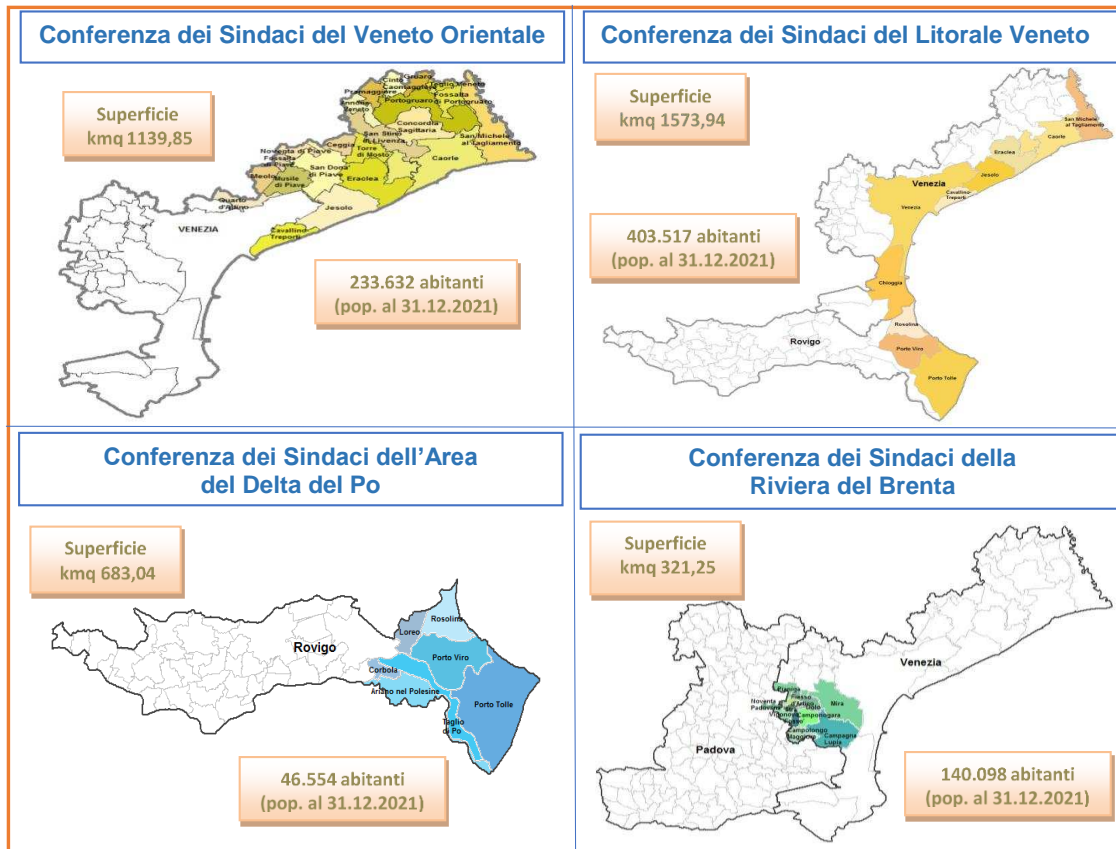 Conferenza dei Sindaci del Veneto Orientale
Superficie
kmq 1139,85
Cinto
Caomaggiore
Gruaro
Teglio Veneto
Pramaggiore
Fossalta
di Portogruaro
Portogruaro
Annone
Veneto
Concordia
Sagittaria
San Michele
al Tagliamento
San Stino
di Livenza
Ceggia
Torre
di Mosto
Caorle
Noventa di Piave
Fossalta
di Piave
San Donà
di Piave
Meolo
Musile
di Piave
Eraclea
Quarto
d'Altino
Jesolo
VENEZIA
Cavallino
Treporti
233.632 abitanti
(pop. al 31.12.2021)
Conferenza dei Sindaci del Litorale Veneto
Superficie
kmq 1573,94
San Michele
al Tagliamento
Caorle
Eraclea
Jesolo
Venezia
Cavallino-
Treporti
Venezia
403.517 abitanti
(pop. al 31.12.2021)
Chioggia
Rosolina
Rovigo
Porto Viro
Porto Tolle
Conferenza dei Sindaci dell’Area
del Delta del Po
Superficie
kmq 683,04
Rosolina
Loreo
Rovigo
Porto Viro
Corbola
Ariano nel Polesine
Porto Tolle
Taglio
di Po
46.554 abitanti
(pop. al 31.12.2021)
Conferenza dei Sindaci della
Riviera del Brenta
Superficie
kmq 321,25
Venezia
Pianiga
Fiesso
d'Artico
Noventa
Padovana
Dolo
Mira
Camponogara
Campolongo
Maggiore
Campagna
Lupia
Padova
140.098 abitanti
(pop. al 31.12.2021)